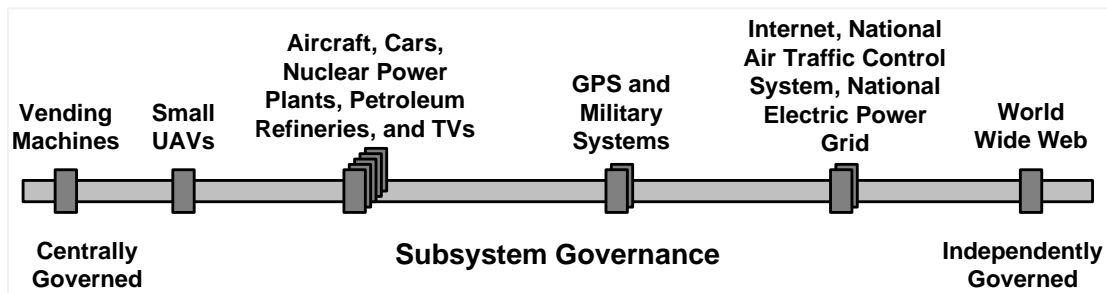 Vending
Machines
Small
UAVs
Aircraft, Cars,
Nuclear Power
Plants, Petroleum
Refineries, and TVs
GPS and
Military
Systems
Internet, National
Air Traffic Control
System, National
Electric Power
Grid
World
Wide Web
Centrally
Governed
Subsystem Governance
Independently
Governed